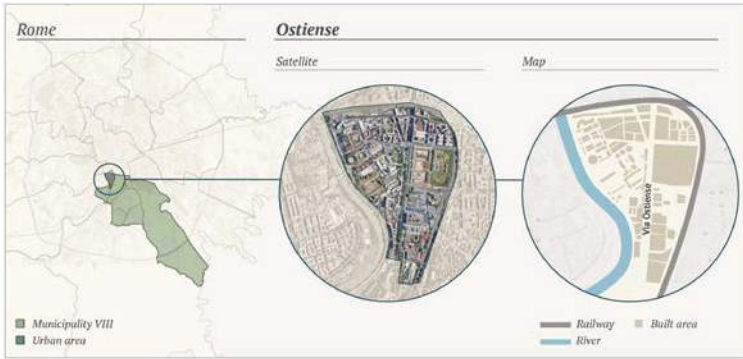 Rome
Ostiense
Satellite
Map
Via Ostiense
Municipality VIII
Urban area
Railway
Built area
River